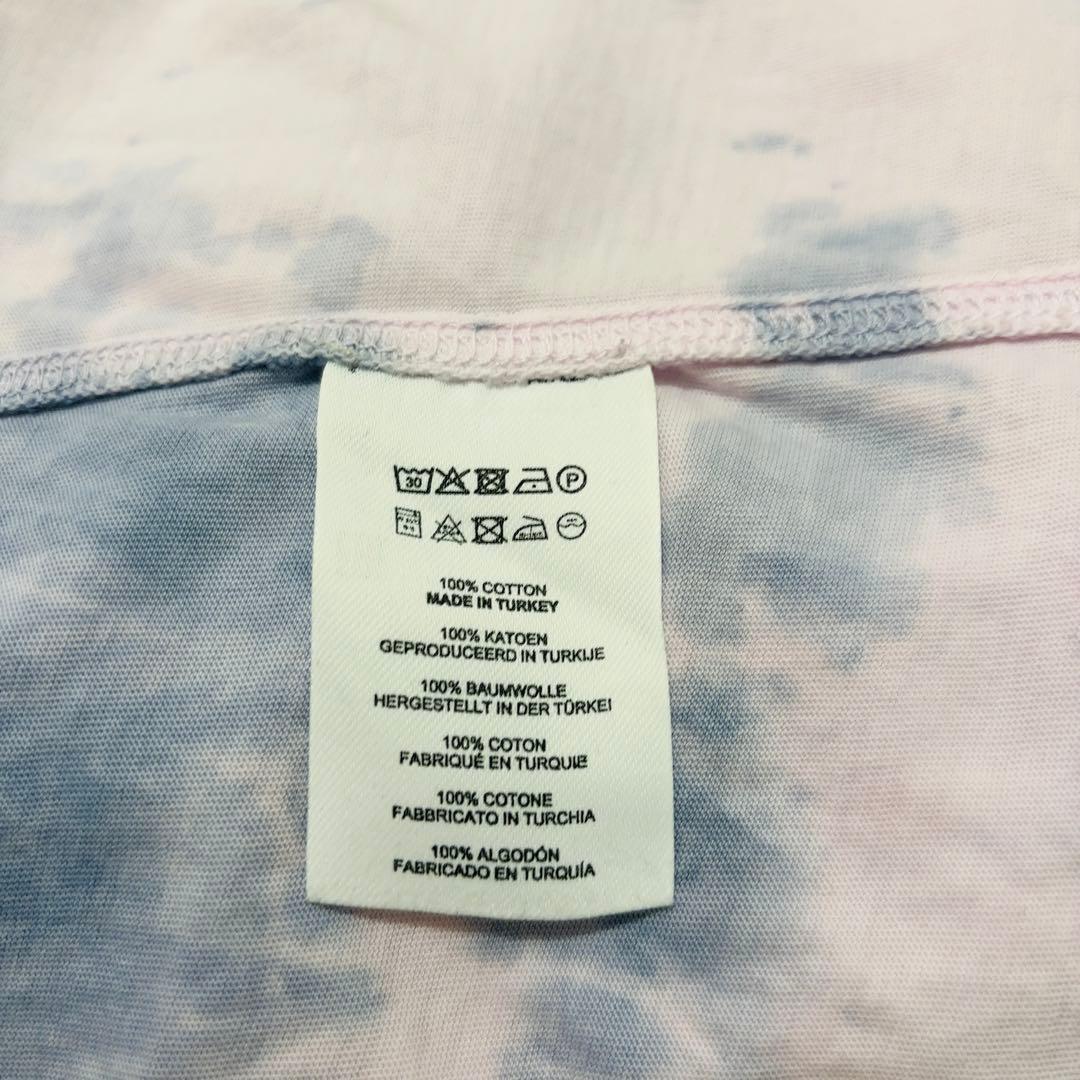 30 P
100% COTTON
MADE IN TURKEY
100% KATOEN
GEPRODUCEERD IN TURKIJE
100% BAUMWOLLE
HERGESTELLT IN DER TÜRKEI
100% COTON
FABRIQUÉ EN TURQUIE
100% COTONE
FABBRICATO IN TURCHIA
100% ALGODÓN
FABRICADO EN TURQUÍA